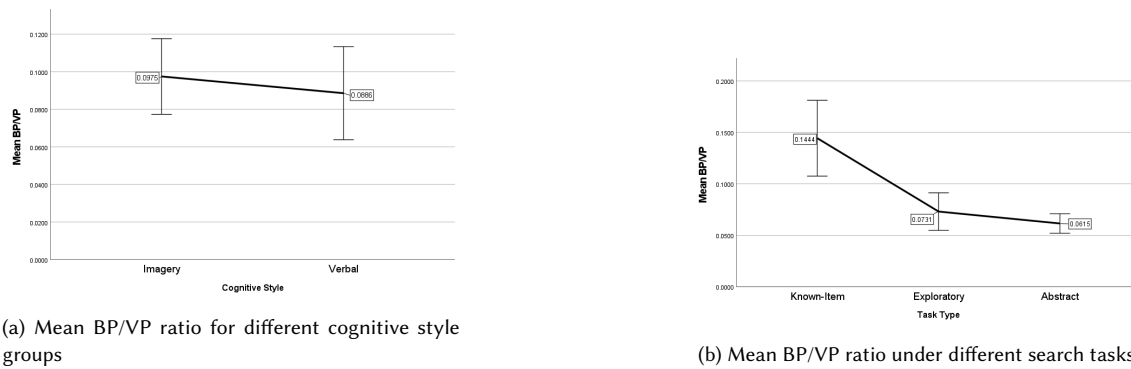 0.1200
0.1000
0.0800
0.0600
0.0400
0.0200
0.0000
Mean BP/VP
0.0975
0.0886
Imagery
Verbal
Cognitive Style
(a) Mean BP/VP ratio for different cognitive style
groups
0.2000
0.1500
0.1000
0.0500
0.0000
Mean BP/VP
0.1444
0.0731
0.0615
Known-Item
Exploratory
Abstract
Task Type
(b) Mean BP/VP ratio under different search tasks